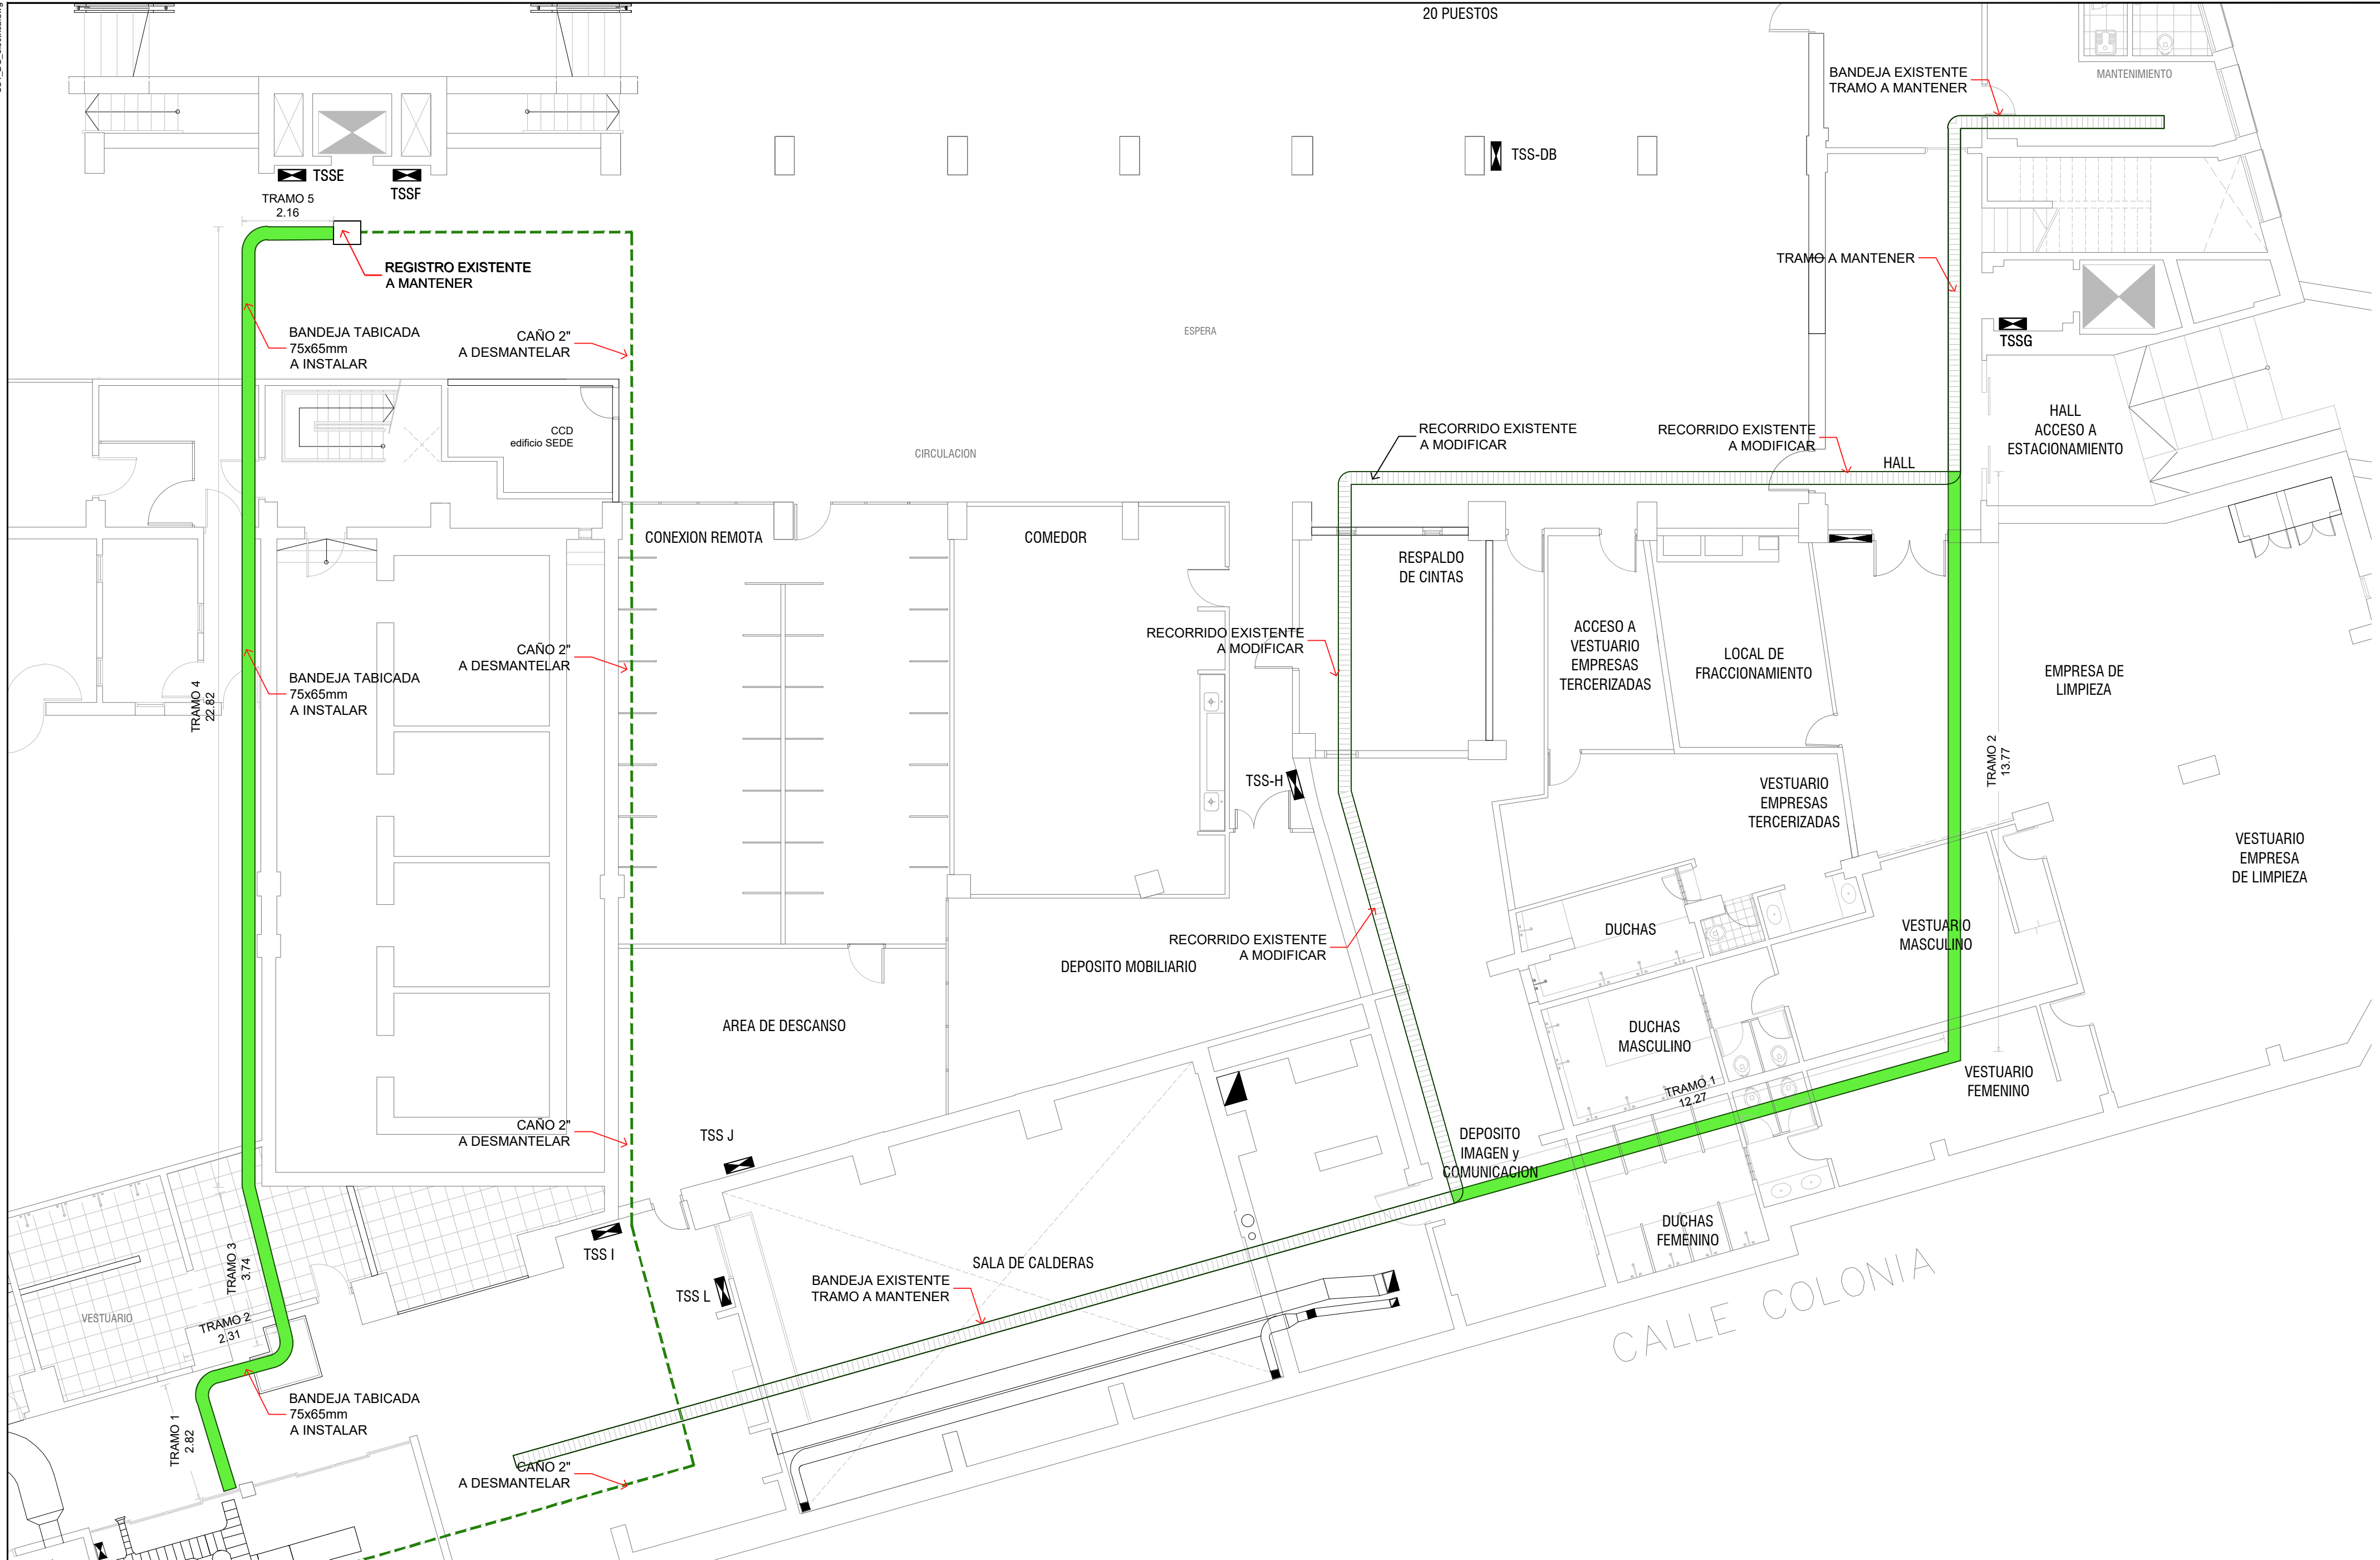 20 PUESTOS
BANDEJA EXISTENTE
TRAMO A MANTENER
MANTENIMIENTO
TSSE
TSSF
TSS-DB
TRAMO 5
2.16
REGISTRO EXISTENTE
A MANTENER
TRAMO A MANTENER
BANDEJA TABICADA
75x65mm
A INSTALAR
CAÑO 2"
A DESMANTELAR
ESPERA
TSSG
CCD
edificio SEDE
CIRCULACION
RECORRIDO EXISTENTE
A MODIFICAR
RECORRIDO EXISTENTE
A MODIFICAR
HALL
HALL
ACCESO A
ESTACIONAMIENTO
CONEXION REMOTA
COMEDOR
RESPALDO
DE CINTAS
RECORRIDO EXISTENTE
A MODIFICAR
ACCESO A
VESTUARIO
EMPRESAS
TERCERIZADAS
LOCAL DE
FRACCIONAMIENTO
EMPRESA DE
LIMPIEZA
CAÑO 2"
A DESMANTELAR
BANDEJA TABICADA
75x65mm
A INSTALAR
TRAMO 4
22.82
TRAMO 2
13.77
TSS-H
VESTUARIO
EMPRESAS
TERCERIZADAS
VESTUARIO
EMPRESA
DE LIMPIEZA
DUCHAS
VESTUARIO
MASCULINO
RECORRIDO EXISTENTE
A MODIFICAR
DEPOSITO MOBILIARIO
AREA DE DESCANSO
DUCHAS
MASCULINO
TRAMO 1
12.27
VESTUARIO
FEMENINO
CAÑO 2"
A DESMANTELAR
TSS J
DEPOSITO
IMAGEN y
COMUNICACION
DUCHAS
FEMENINO
TSS I
SALA DE CALDERAS
TRAMO 3
3.74
TSS L
BANDEJA EXISTENTE
TRAMO A MANTENER
VESTUARIO
TRAMO 2
2.31
CALLE COLONIA
BANDEJA TABICADA
75x65mm
A INSTALAR
TRAMO 1
2.82
CAÑO 2"
A DESMANTELAR